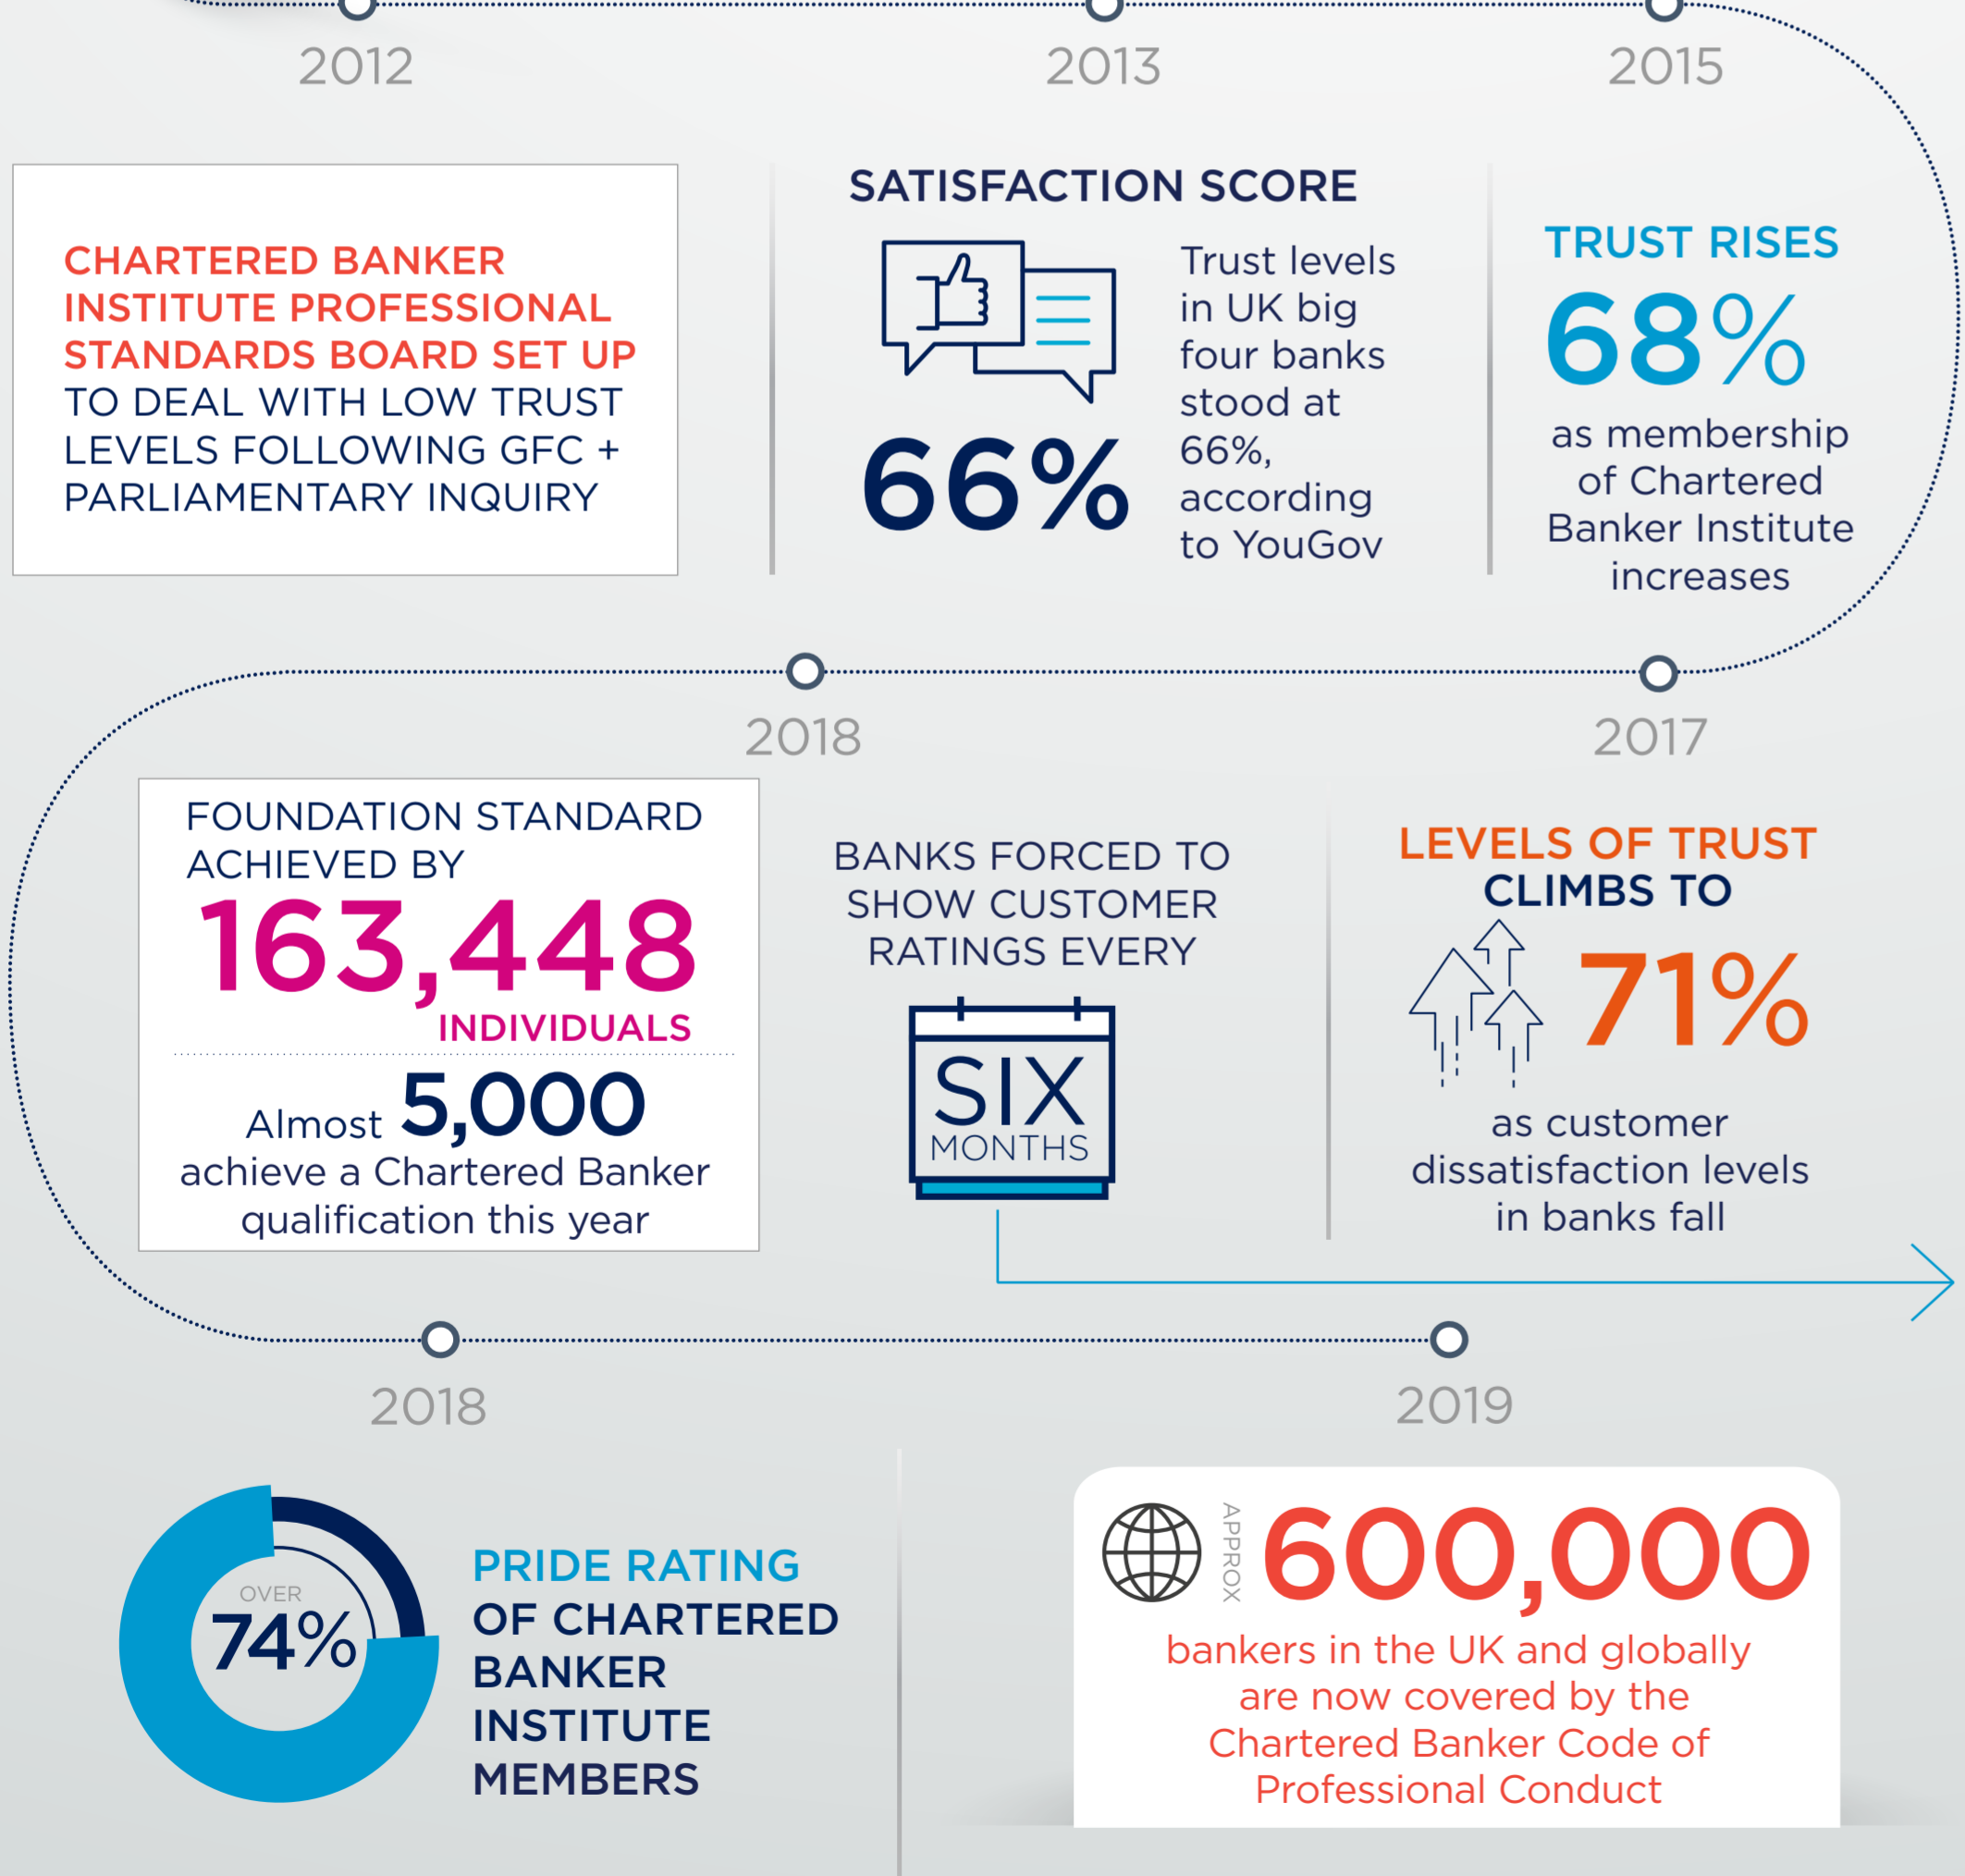 2012
2013
2015
CHARTERED BANKER
INSTITUTE PROFESSIONAL
STANDARDS BOARD SET UP
TO DEAL WITH LOW TRUST
LEVELS FOLLOWING GFC +
PARLIAMENTARY INQUIRY
SATISFACTION SCORE
66%
Trust levels
in UK big
four banks
stood at
66%,
according
to YouGov
TRUST RISES
68%
as membership
of Chartered
Banker Institute
increases
2018
2017
FOUNDATION STANDARD
ACHIEVED BY
163,448
INDIVIDUALS
Almost 5,000
achieve a Chartered Banker
qualification this year
BANKS FORCED TO
SHOW CUSTOMER
RATINGS EVERY
SIX
MONTHS
LEVELS OF TRUST
CLIMBS TO
71%
as customer
dissatisfaction levels
in banks fall
2018
2019
OVER
74%
PRIDE RATING
OF CHARTERED
BANKER
INSTITUTE
MEMBERS
APPROX
600,000
bankers in the UK and globally
are now covered by the
Chartered Banker Code of
Professional Conduct